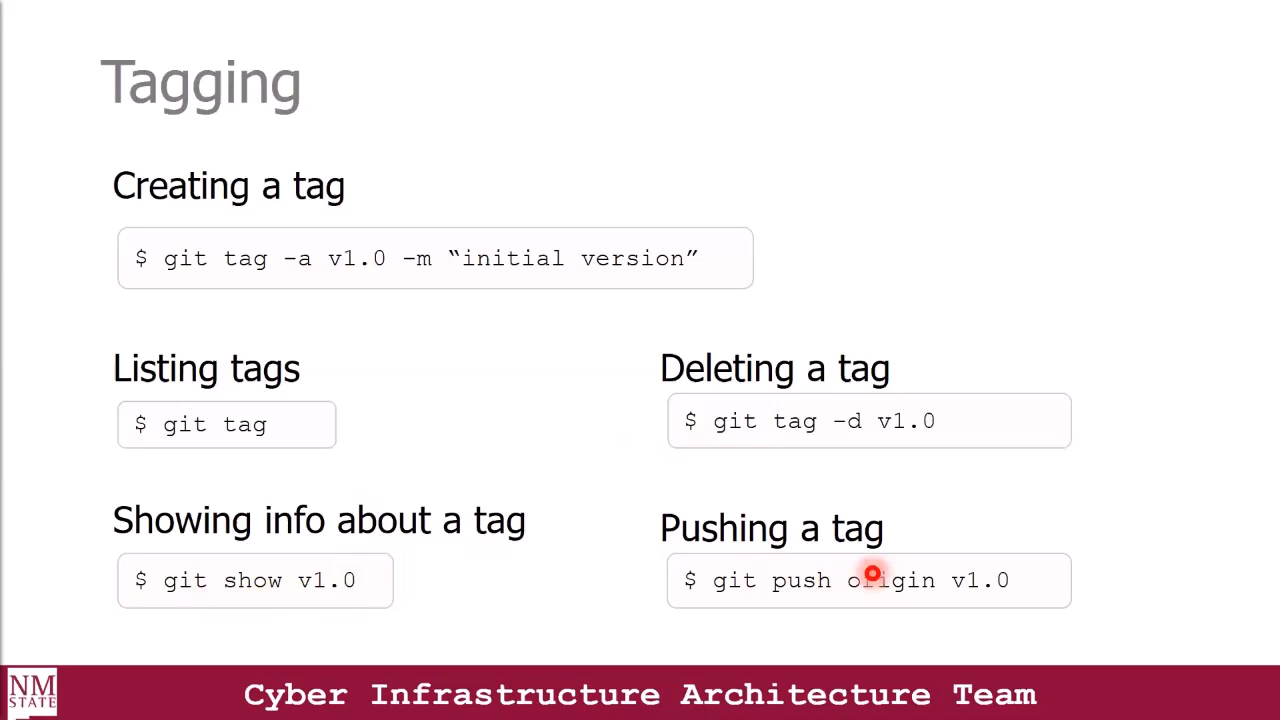 Tagging
Creating a tag
$ git tag –a v1.0 –m “initial version”
Listing tags
$ git tag
Deleting a tag
$ git tag –d v1.0
Showing info about a tag
$ git show v1.0
Pushing a tag
$ git push origin v1.0
NM
STATE
Cyber Infrastructure Architecture Team